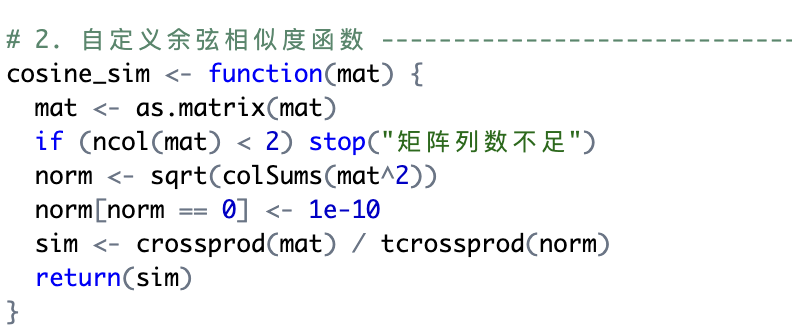 # 2. 自定义余弦相似度函数 -----------------------------
cosine_sim <- function(mat) {
  mat <- as.matrix(mat)
  if (ncol(mat) < 2) stop("矩阵列数不足")
  norm <- sqrt(colSums(mat^2))
  norm[norm == 0] <- 1e-10
  sim <- crossprod(mat) / tcrossprod(norm)
  return(sim)
}